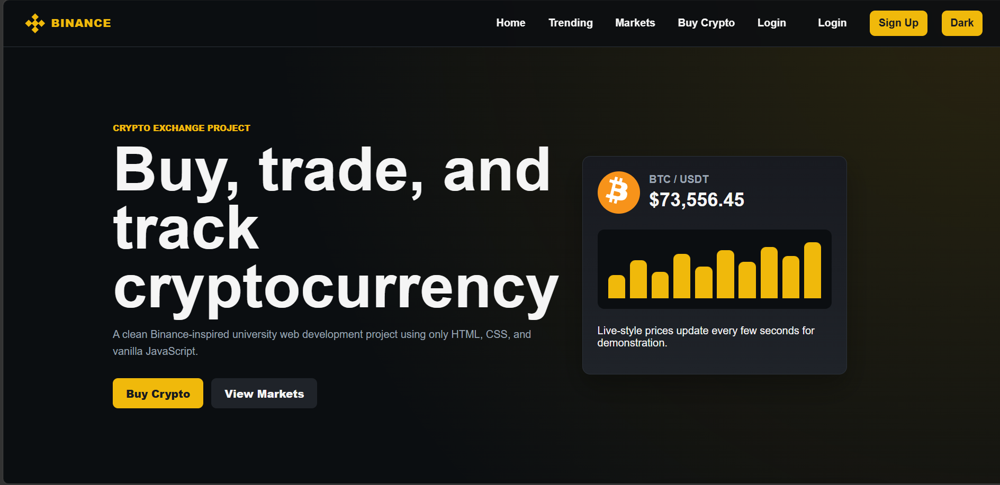 BINANCE
Home
Trending
Markets
Buy Crypto
Login
Login
Sign Up
Dark
CRYPTO EXCHANGE PROJECT
Buy, trade, and
track
cryptocurrency
A clean Binance-inspired university web development project using only HTML, CSS, and
vanilla JavaScript.
Buy Crypto
View Markets
BTC / USDT
$73,556.45
Live-style prices update every few seconds for
demonstration.